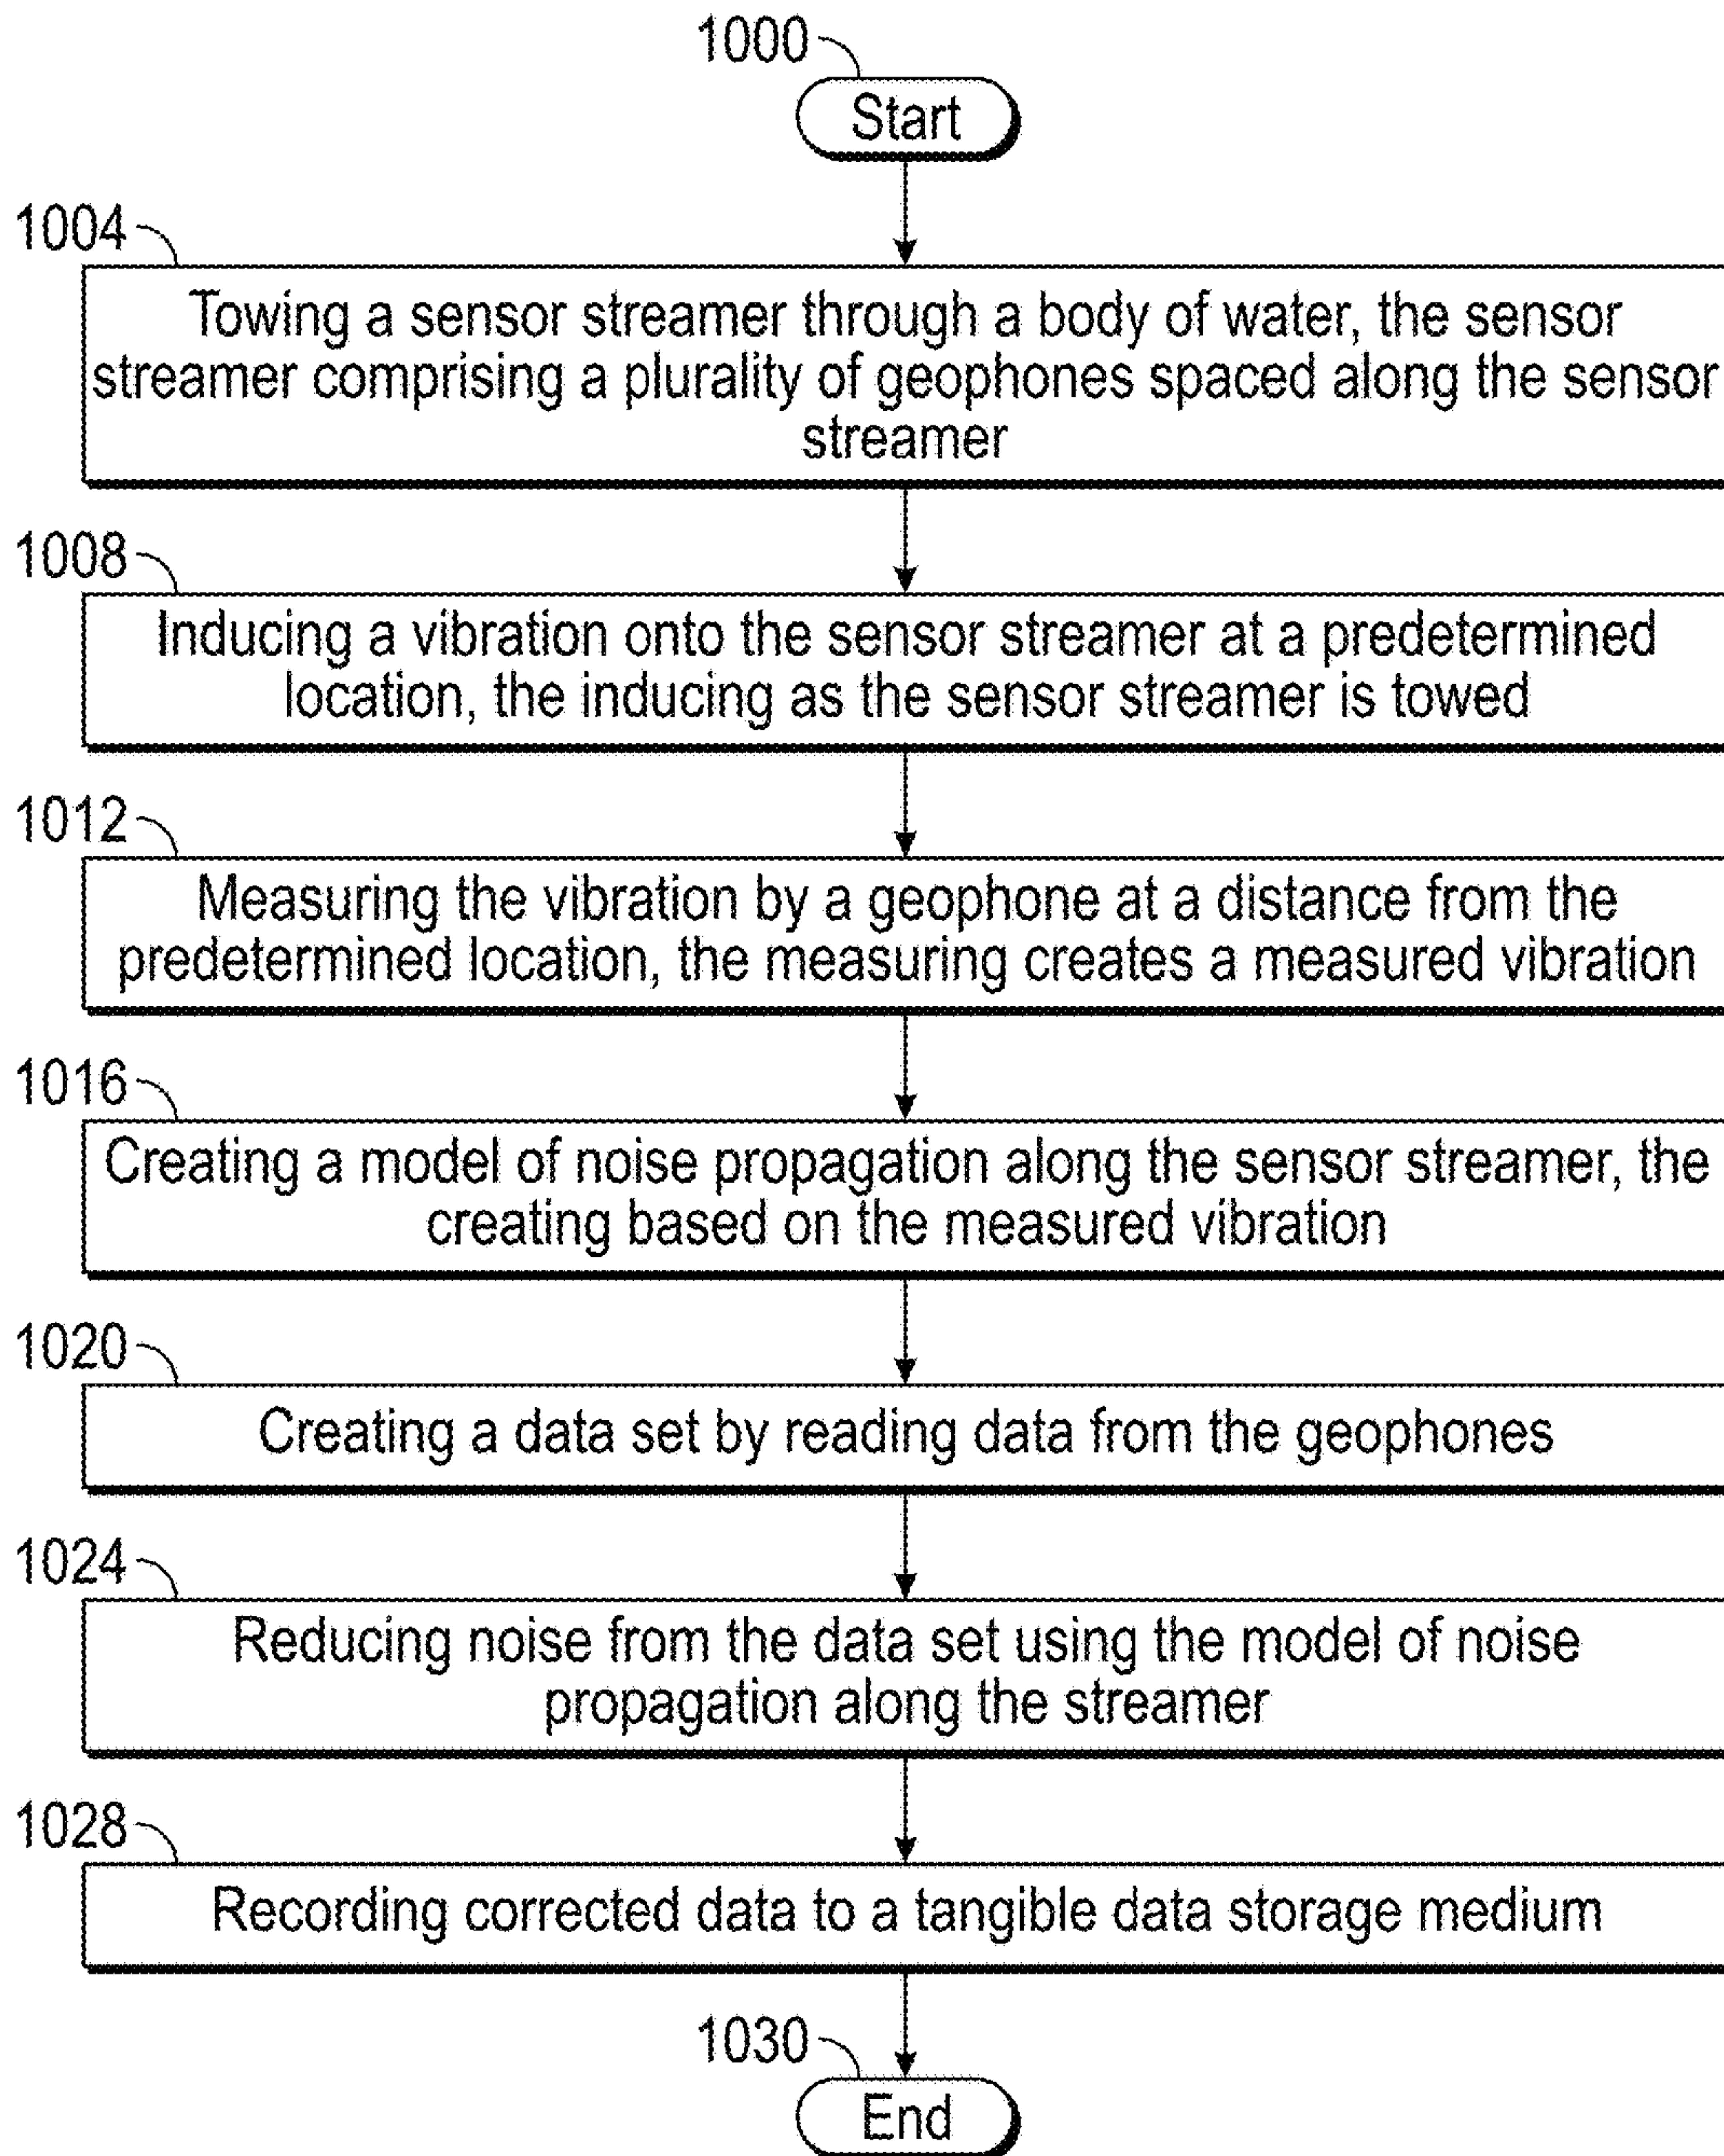 1000
Start
1004
Towing a sensor streamer through a body of water, the sensor
streamer comprising a plurality of geophones spaced along the sensor
streamer
1008
Inducing a vibration onto the sensor streamer at a predetermined
location, the inducing as the sensor streamer is towed
1012
Measuring the vibration by a geophone at a distance from the
predetermined location, the measuring creates a measured vibration
1016
Creating a model of noise propagation along the sensor streamer, the
creating based on the measured vibration
1020
Creating a data set by reading data from the geophones
1024
Reducing noise from the data set using the model of noise
propagation along the streamer
1028
Recording corrected data to a tangible data storage medium
1030
End